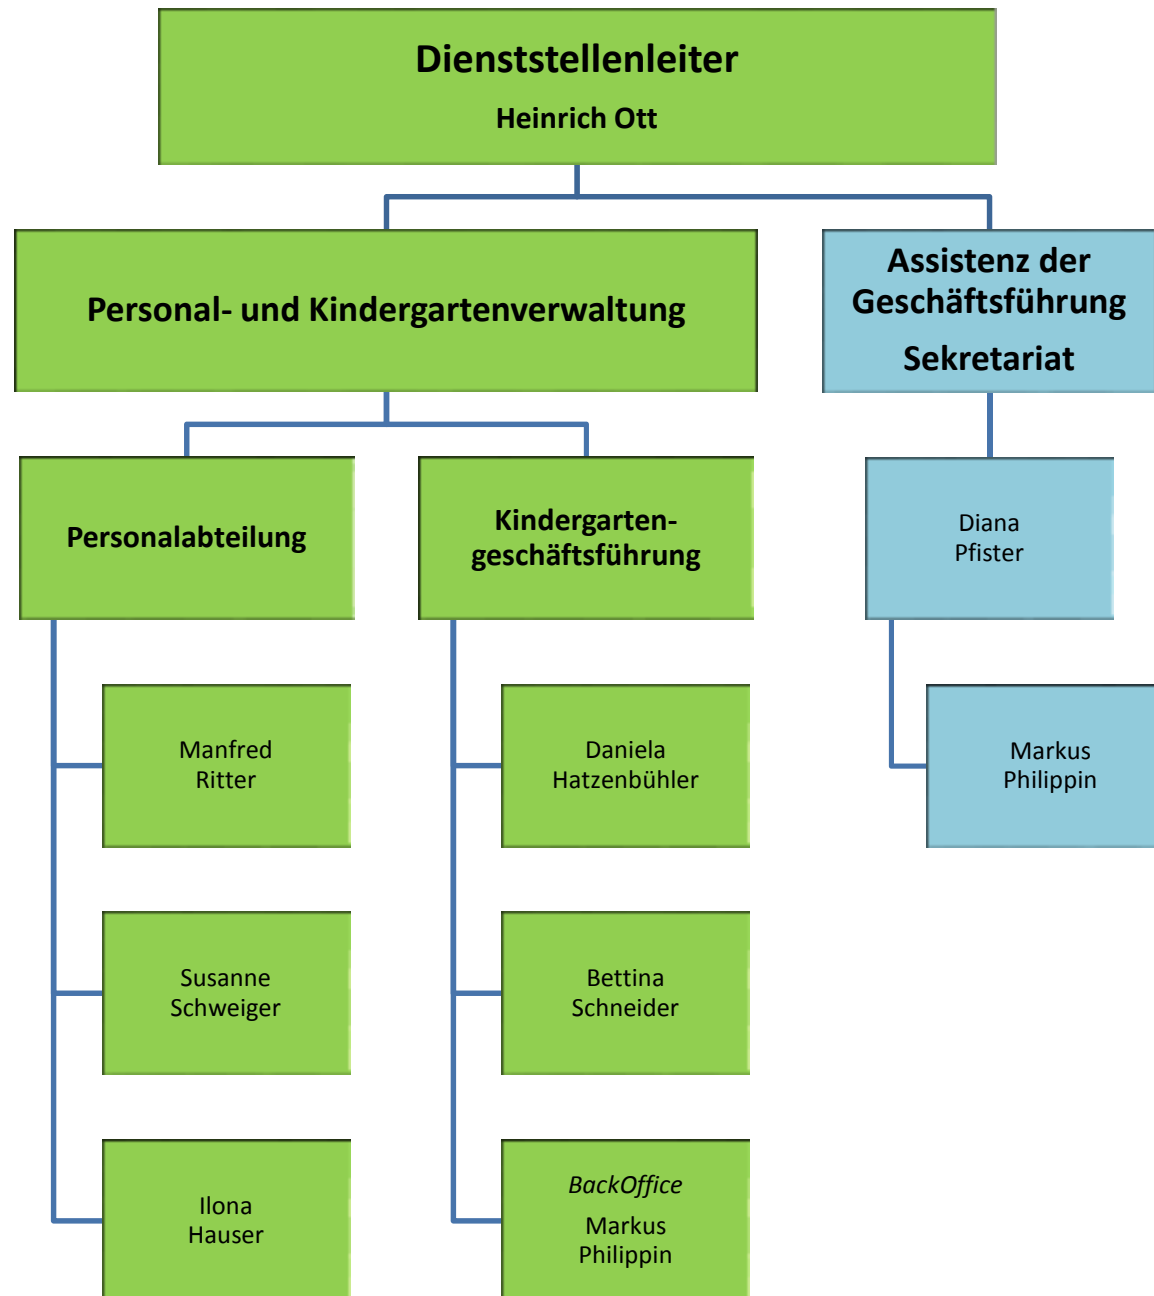 Dienststellenleiter
Heinrich Ott
Personal- und Kindergartenverwaltung
Assistenz der
Geschäftsführung
Sekretariat
Personalabteilung
Kindergarten-
geschäftsführung
Diana
Pfister
Manfred
Ritter
Daniela
Hatzenbühler
Markus
Philippin
Susanne
Schweiger
Bettina
Schneider
Ilona
Hauser
BackOffice
Markus
Philippin